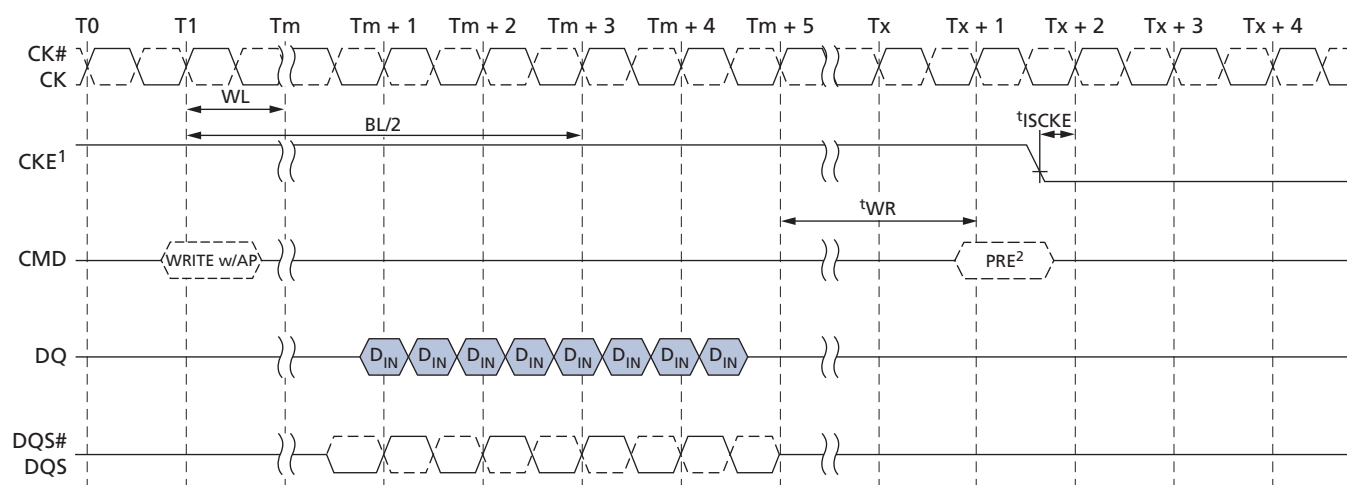 T0 T1 Tm Tm + 1 Tm + 2 Tm + 3 Tm + 4 Tm + 5 Tx Tx + 1 Tx + 2 Tx + 3 Tx + 4
CK#
CK
WL
BL/2
tISCKE
CKE1
tWR
CMD WRITE w/AP PRE2
DQ DIN DIN DIN DIN DIN DIN DIN DIN
DQS#
DQS